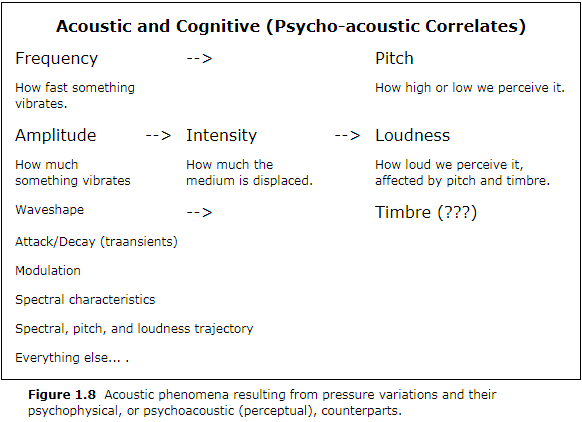 Acoustic and Cognitive (Psycho-acoustic Correlates)
Frequency --> Pitch
How fast something How high or low we perceive it.
vibrates.
Amplitude --> Intensity --> Loudness
How much How much the How loud we perceive it,
something vibrates medium is displaced. affected by pitch and timbre.
Waveshape --> Timbre (???)
Attack/Decay (traansients)
Modulation
Spectral characteristics
Spectral, pitch, and loudness trajectory
Everything else... .
Figure 1.8 Acoustic phenomena resulting from pressure variations and their
psychophysical, or psychoacoustic (perceptual), counterparts.